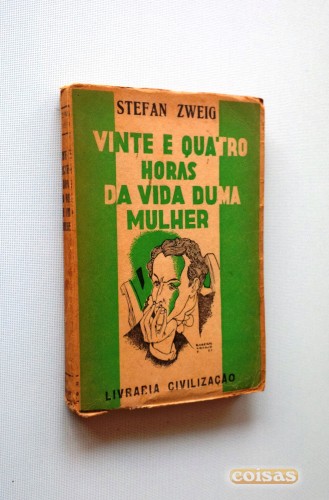 STEFAN ZWEIG
VINTE E QUATRO
HORAS
DA VIDA DUMA
MULHER
LIVRARIA CIVILIZAÇÃO
coisas